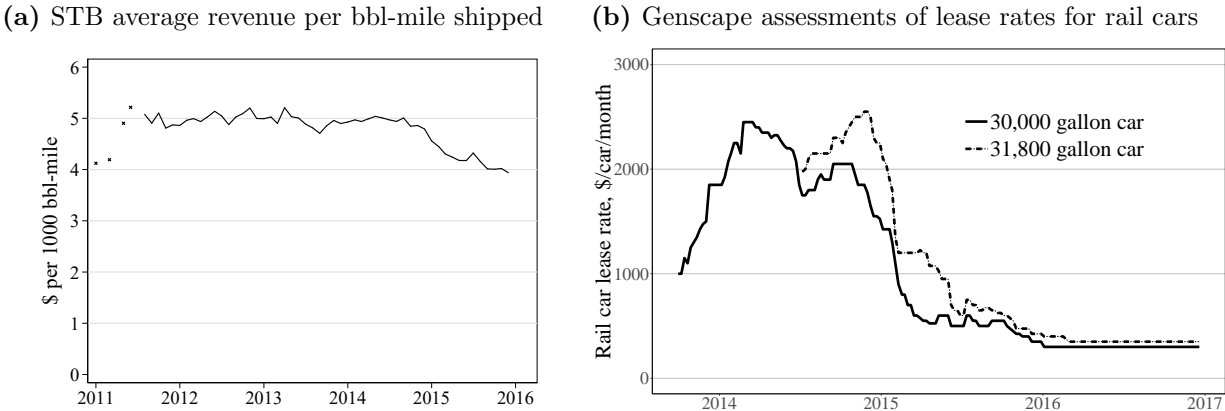 (a) STB average revenue per bbl-mile shipped
$ per 1000 bbl-mile
6
5
4
3
2
1
0
2011 2012 2013 2014 2015 2016
(b) Genscape assessments of lease rates for rail cars
Rail car lease rate, $/car/month
3000
2000
1000
0
30,000 gallon car
31,800 gallon car
2014 2015 2016 2017